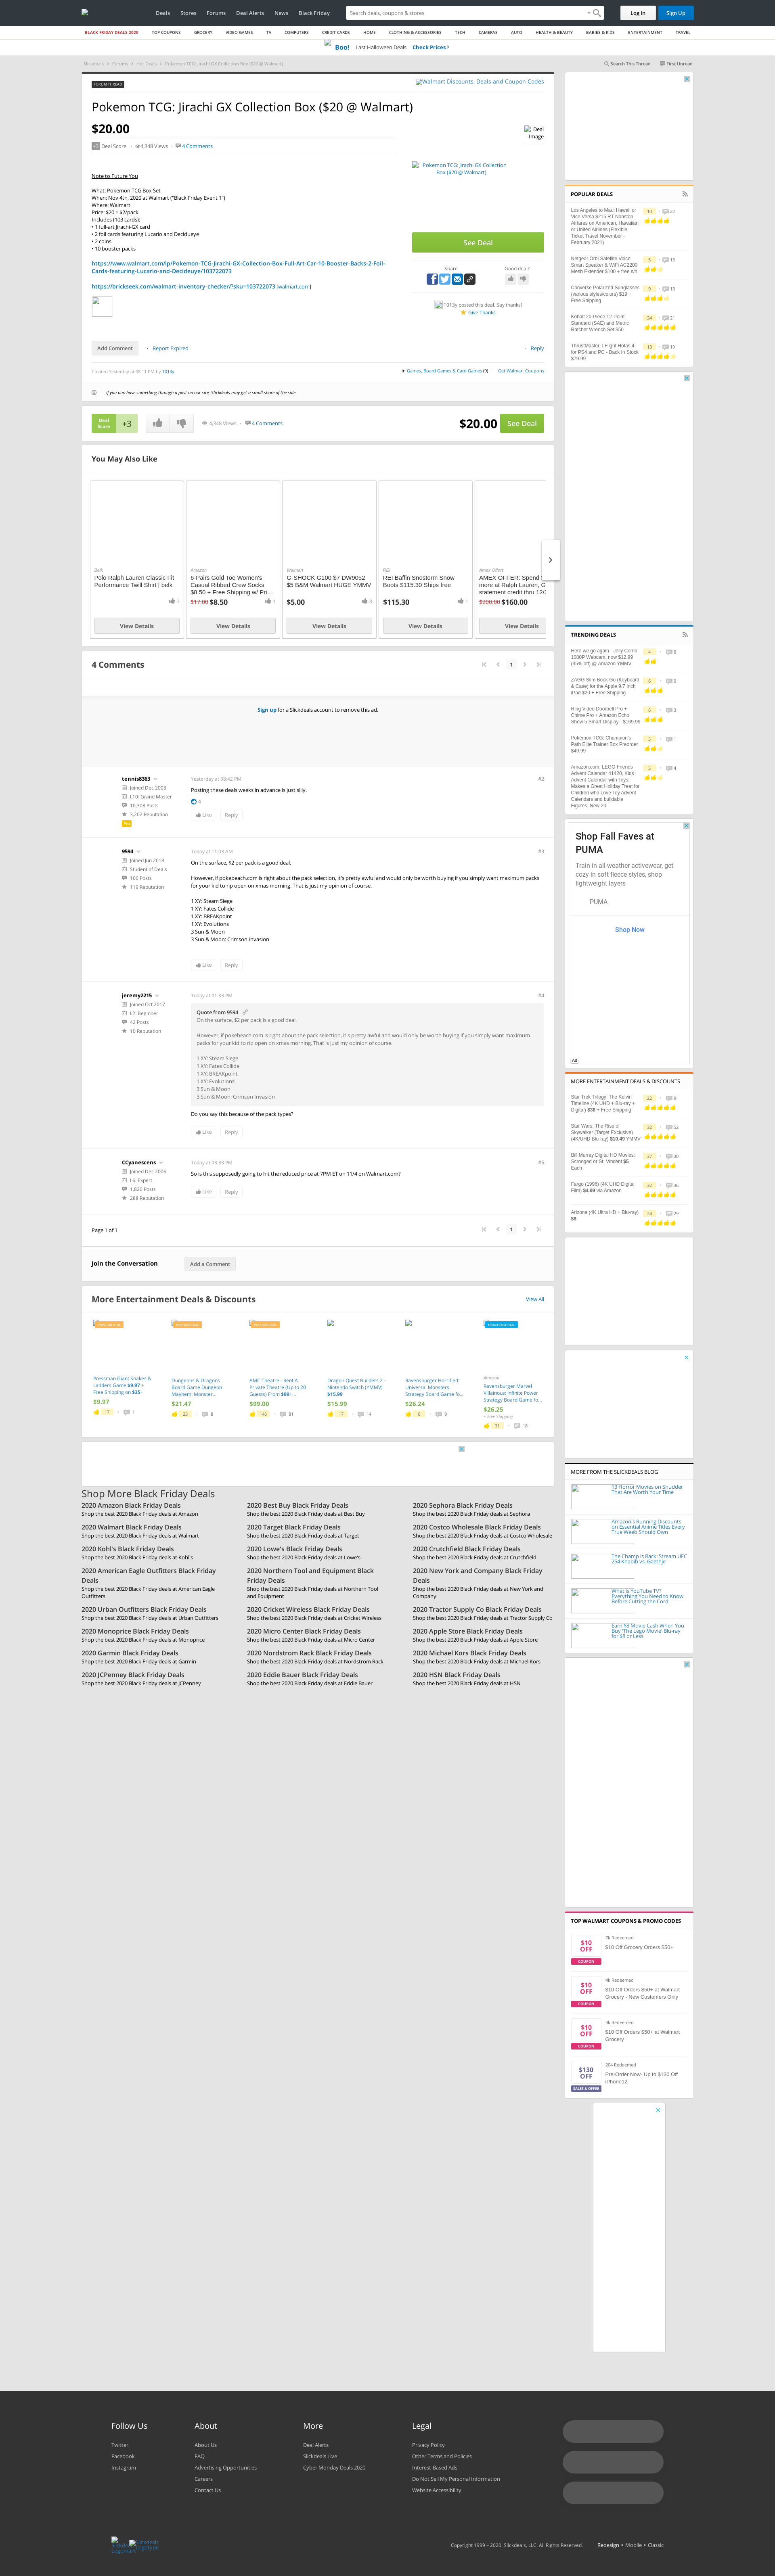 Deals
Stores
Forums
Deal Alerts
News
Black Friday
Search deals, coupons & stores
Log In
Sign Up
BLACK FRIDAY DEALS 2020
TOP COUPONS
GROCERY
VIDEO GAMES
TV
COMPUTERS
CREDIT CARDS
HOME
CLOTHING & ACCESSORIES
TECH
CAMERAS
AUTO
HEALTH & BEAUTY
BABIES & KIDS
ENTERTAINMENT
TRAVEL
Boo! Last Halloween Deals Check Prices ›
Slickdeals > Forums > Hot Deals > Pokemon TCG: Jirachi GX Collection Box ($20 @ Walmart)
Search This Thread
First Unread
FORUM THREAD
Walmart Discounts, Deals and Coupon Codes
Pokemon TCG: Jirachi GX Collection Box ($20 @ Walmart)
$20.00
+3 Deal Score
4,348 Views
4 Comments
Note to Future You
What: Pokemon TCG Box Set
When: Nov 4th, 2020 at Walmart ("Black Friday Event 1")
Where: Walmart
Price: $20 ÷ $2/pack
Includes (103 cards):
• 1 full-art Jirachi-GX card
• 2 foil cards featuring Lucario and Decidueye
• 2 coins
• 10 booster packs
https://www.walmart.com/ip/Pokemon-TCG-Jirachi-GX-Collection-Box-Full-Art-Car-10-Booster-Backs-2-Foil-
Cards-featuring-Lucario-and-Decideuye/103722073
https://brickseek.com/walmart-inventory-checker/?sku=103722073 [walmart.com]
Add Comment
Report Expired
Reply
Created Yesterday at 08:11 PM by T013y
in Games, Board Games & Card Games (9)
Get Walmart Coupons
If you purchase something through a post on our site, Slickdeals may get a small share of the sale.
Deal
Image
Pokemon TCG: Jirachi GX Collection
Box ($20 @ Walmart)
See Deal
Share
Good deal?
T013y posted this deal. Say thanks!
Give Thanks
Deal
Score
+3
4,348 Views
4 Comments
$20.00
See Deal
You May Also Like
Belk
Polo Ralph Lauren Classic Fit
Performance Twill Shirt | belk
View Details
Amazon
6-Pairs Gold Toe Women's
Casual Ribbed Crew Socks
$8.50 + Free Shipping w/ Pri...
$17.00 $8.50
1
View Details
Walmart
G-SHOCK G100 $7 DW9052
$5 B&M Walmart HUGE YMMV
$5.00
View Details
REI
REI Baffin Snostorm Snow
Boots $115.30 Ships free
$115.30
1
View Details
Amex Offers
AMEX OFFER: Spend
more at Ralph Lauren, G
statement credit thru 12/
$200.00 $160.00
View Details
4 Comments
1
Sign up for a Slickdeals account to remove this ad.
tennis8363
Joined Dec 2008
L10: Grand Master
10,308 Posts
3,202 Reputation
Yesterday at 08:42 PM
#2
Posting these deals weeks in advance is just silly.
4
Like
Reply
9594
Joined Jun 2018
Student of Deals
106 Posts
119 Reputation
Today at 11:03 AM
#3
On the surface, $2 per pack is a good deal.
However, if pokebeach.com is right about the pack selection, it's pretty awful and would only be worth buying if you simply want maximum packs
for your kid to rip open on xmas morning. That is just my opinion of course.
1 XY: Steam Siege
1 XY: Fates Collide
1 XY: BREAKpoint
1 XY: Evolutions
3 Sun & Moon
3 Sun & Moon: Crimson Invasion
Like
Reply
jeremy2215
Joined Oct 2017
L2: Beginner
42 Posts
10 Reputation
Today at 01:33 PM
#4
Quote from 9594
On the surface, $2 per pack is a good deal.
However, if pokebeach.com is right about the pack selection, it's pretty awful and would only be worth buying if you simply want maximum
packs for your kid to rip open on xmas morning. That is just my opinion of course.
1 XY: Steam Siege
1 XY: Fates Collide
1 XY: BREAKpoint
1 XY: Evolutions
3 Sun & Moon
3 Sun & Moon: Crimson Invasion
Do you say this because of the pack types?
Like
Reply
CCyanescens
Joined Dec 2006
L6: Expert
1,820 Posts
288 Reputation
Today at 03:33 PM
#5
So is this supposedly going to hit the reduced price at 7PM ET on 11/4 on Walmart.com?
Like
Reply
Page 1 of 1
1
Join the Conversation
Add a Comment
More Entertainment Deals & Discounts
View All
Pressman Giant Snakes &
Ladders Game $9.97 +
Free Shipping on $35+
$9.97
17
1
Dungeons & Dragons
Board Game Dungeon
Mayhem: Monster...
$21.47
23
8
AMC Theatre - Rent A
Private Theatre (Up to 20
Guests) From $99+...
$99.00
146
81
Dragon Quest Builders 2 -
Nintendo Switch (YMMV)
$15.99
$15.99
17
14
Ravensburger Horrified:
Universal Monsters
Strategy Board Game fo...
$26.24
6
9
Amazon
Ravensburger Marvel
Villainous: Infinite Power
Strategy Board Game fo...
$26.25
+ Free Shipping
31
18
Shop More Black Friday Deals
2020 Amazon Black Friday Deals
Shop the best 2020 Black Friday deals at Amazon
2020 Best Buy Black Friday Deals
Shop the best 2020 Black Friday deals at Best Buy
2020 Sephora Black Friday Deals
Shop the best 2020 Black Friday deals at Sephora
2020 Walmart Black Friday Deals
Shop the best 2020 Black Friday deals at Walmart
2020 Target Black Friday Deals
Shop the best 2020 Black Friday deals at Target
2020 Costco Wholesale Black Friday Deals
Shop the best 2020 Black Friday deals at Costco Wholesale
2020 Kohl's Black Friday Deals
Shop the best 2020 Black Friday deals at Kohl's
2020 Lowe's Black Friday Deals
Shop the best 2020 Black Friday deals at Lowe's
2020 Crutchfield Black Friday Deals
Shop the best 2020 Black Friday deals at Crutchfield
2020 American Eagle Outfitters Black Friday
Deals
Shop the best 2020 Black Friday deals at American Eagle
Outfitters
2020 Northern Tool and Equipment Black
Friday Deals
Shop the best 2020 Black Friday deals at Northern Tool
and Equipment
2020 New York and Company Black Friday
Deals
Shop the best 2020 Black Friday deals at New York and
Company
2020 Urban Outfitters Black Friday Deals
Shop the best 2020 Black Friday deals at Urban Outfitters
2020 Cricket Wireless Black Friday Deals
Shop the best 2020 Black Friday deals at Cricket Wireless
2020 Tractor Supply Co Black Friday Deals
Shop the best 2020 Black Friday deals at Tractor Supply Co
2020 Monoprice Black Friday Deals
Shop the best 2020 Black Friday deals at Monoprice
2020 Micro Center Black Friday Deals
Shop the best 2020 Black Friday deals at Micro Center
2020 Apple Store Black Friday Deals
Shop the best 2020 Black Friday deals at Apple Store
2020 Garmin Black Friday Deals
Shop the best 2020 Black Friday deals at Garmin
2020 Nordstrom Rack Black Friday Deals
Shop the best 2020 Black Friday deals at Nordstrom Rack
2020 Michael Kors Black Friday Deals
Shop the best 2020 Black Friday deals at Michael Kors
2020 JCPenney Black Friday Deals
Shop the best 2020 Black Friday deals at JCPenney
2020 Eddie Bauer Black Friday Deals
Shop the best 2020 Black Friday deals at Eddie Bauer
2020 HSN Black Friday Deals
Shop the best 2020 Black Friday deals at HSN
POPULAR DEALS
Los Angeles to Maui Hawaii or
Vice Versa $215 RT Nonstop
Airfares on American, Hawaiian
or United Airlines (Flexible
Ticket Travel November -
February 2021)
10
22
Netgear Orbi Satellite Voice
Smart Speaker & WiFi AC2200
Mesh Extender $100 + free s/h
5
13
Converse Polarized Sunglasses
(various styles/colors) $19 +
Free Shipping
9
13
Kobalt 20-Piece 12-Point
Standard (SAE) and Metric
Ratchet Wrench Set $50
24
21
ThrustMaster T.Flight Hotas 4
for PS4 and PC - Back In Stock
$79.99
13
19
TRENDING DEALS
Here we go again - Jelly Comb
1080P Webcam, now $12.99
(35% off) @ Amazon YMMV
4
8
ZAGG Slim Book Go (Keyboard
& Case) for the Apple 9.7 Inch
iPad $20 + Free Shipping
6
Ring Video Doorbell Pro +
Chime Pro + Amazon Echo
Show 5 Smart Display - $169.99
6
3
Pokémon TCG: Champion's
Path Elite Trainer Box Preorder
$49.99
5
1
Amazon.com: LEGO Friends
Advent Calendar 41420, Kids
Advent Calendar with Toys;
Makes a Great Holiday Treat for
Children who Love Toy Advent
Calendars and buildable
Figures, New 20
5
4
Shop Fall Faves at
PUMA
Train in all-weather activewear, get
cozy in soft fleece styles, shop
lightweight layers
PUMA
Shop Now
Ad
MORE ENTERTAINMENT DEALS & DISCOUNTS
Star Trek Trilogy: The Kelvin
Timeline (4K UHD + Blu-ray +
Digital) $38 + Free Shipping
22
9
Star Wars: The Rise of
Skywalker (Target Exclusive)
(4K/UHD Blu-ray) $10.49 YMMV
32
52
Bill Murray Digital HD Movies:
Scrooged or St. Vincent $5
Each
37
30
Fargo (1996) (4K UHD Digital
Film) $4.99 via Amazon
32
36
Arizona (4K Ultra HD + Blu-ray)
$8
24
29
MORE FROM THE SLICKDEALS BLOG
13 Horror Movies on Shudder
That Are Worth Your Time
Amazon's Running Discounts
on Essential Anime Titles Every
True Weeb Should Own
The Champ is Back: Stream UFC
254 Khabib vs. Gaethje
What is YouTube TV?
Everything You Need to Know
Before Cutting the Cord
Earn $8 Movie Cash When You
Buy 'The Lego Movie' Blu-ray
for $8 or Less
TOP WALMART COUPONS & PROMO CODES
$10
OFF
COUPON
7k Redeemed
$10 Off Grocery Orders $50+
$10
OFF
COUPON
4k Redeemed
$10 Off Orders $50+ at Walmart
Grocery - New Customers Only
$10
OFF
COUPON
3k Redeemed
$10 Off Orders $50+ at Walmart
Grocery
$130
OFF
SALES & OFFER
204 Redeemed
Pre-Order Now- Up to $130 Off
iPhone12
Follow Us
Twitter
Facebook
Instagram
About
About Us
FAQ
Advertising Opportunities
Careers
Contact Us
More
Deal Alerts
Slickdeals Live
Cyber Monday Deals 2020
Legal
Privacy Policy
Other Terms and Policies
Interest-Based Ads
Do Not Sell My Personal Information
Website Accessibility
Copyright 1999 – 2020. Slickdeals, LLC. All Rights Reserved.
Redesign • Mobile • Classic